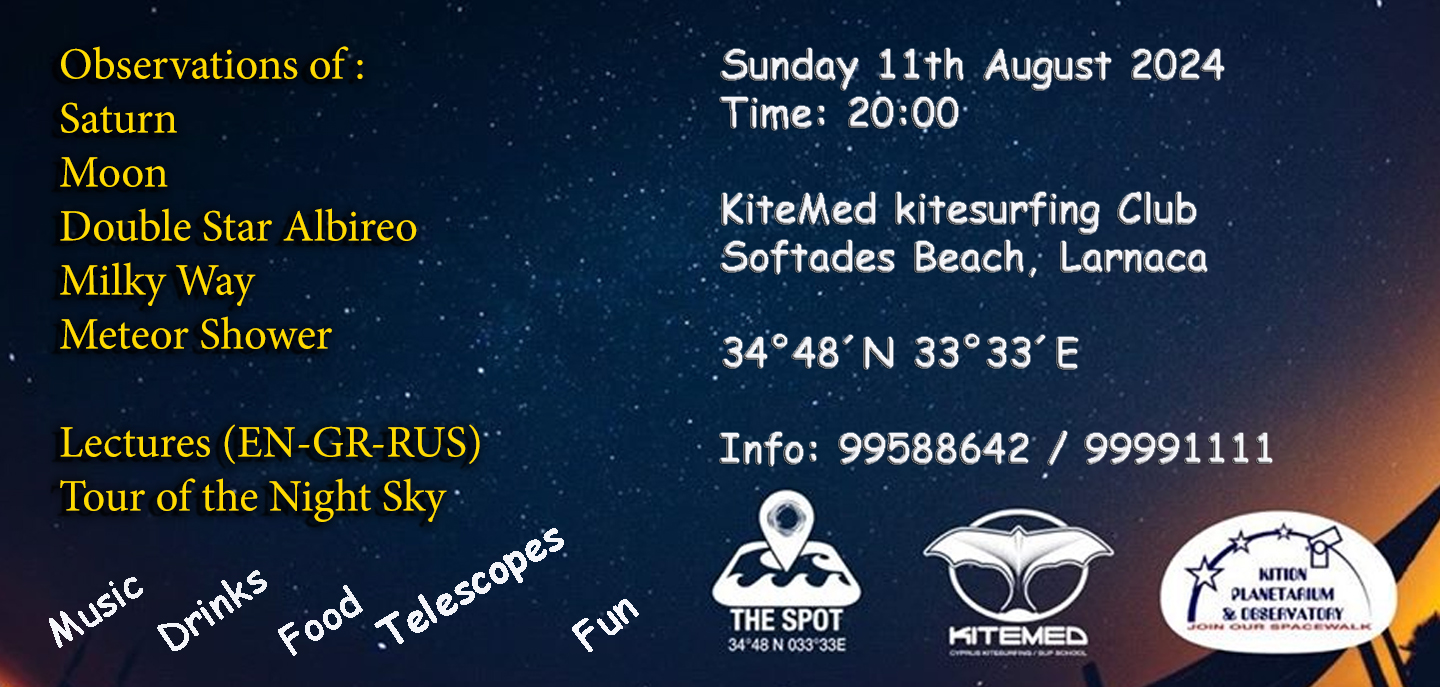 Observations of :
Saturn
Moon
Double Star Albireo
Milky Way
Meteor Shower
Lectures (EN-GR-RUS)
Tour of the Night Sky
Music
Drinks
Food
Telescopes
Fun
Sunday 11th August 2024
Time: 20:00
KiteMed kitesurfing Club
Softades Beach, Larnaca
34°48´N 33°33´E
Info: 99588642 / 99991111
THE SPOT
34°48 N 033°33E
KITEMED
CYPRUS KITESURFING / SUP SCHOOL
KITION
PLANETARIUM
& OBSERVATORY
JOIN OUR SPACEWALK